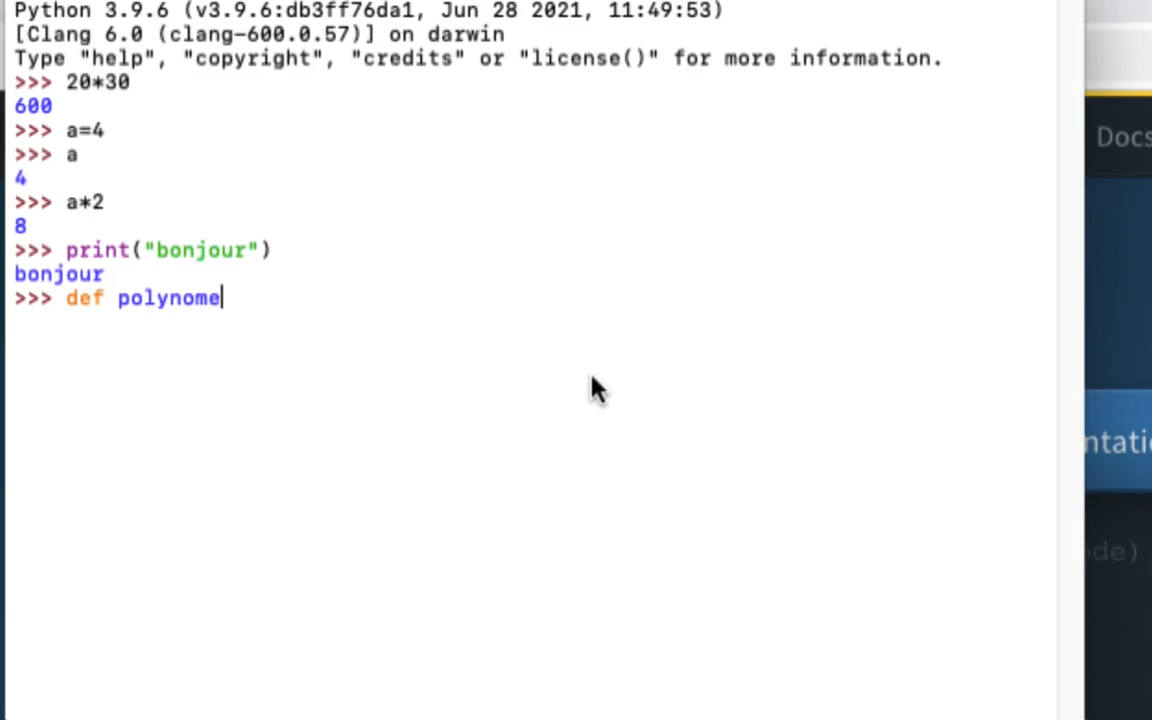 Python 3.9.6 (v3.9.6:db3ff76da1, Jun 28 2021, 11:49:53)
[Clang 6.0 (clang-600.0.57)] on darwin
Type "help", "copyright", "credits" or "license()" for more information.
>>> 20*30
600
>>> a=4
>>> a
4
>>> a*2
8
>>> print("bonjour")
bonjour
>>> def polynome
Docs
ntati
ode)